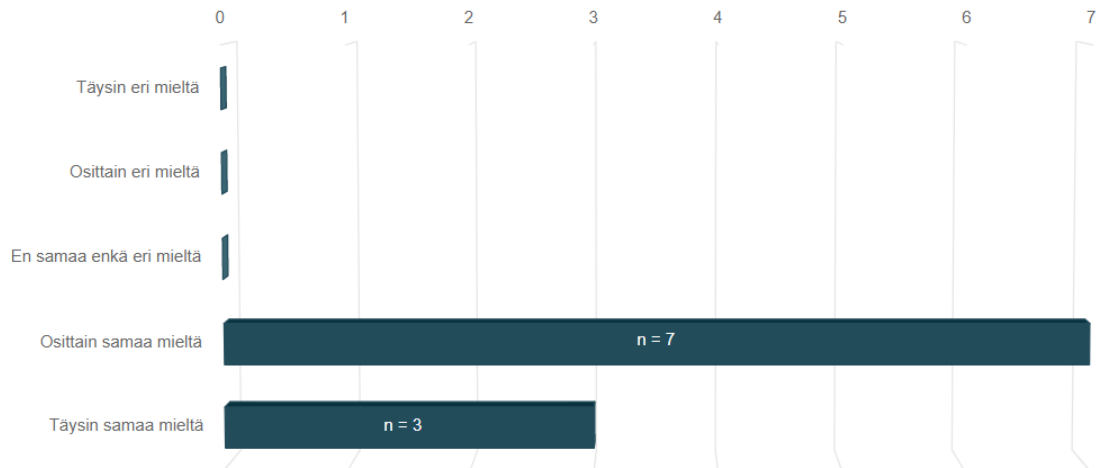 0 1 2 3 4 5 6 7
Täysin eri mieltä
Osittain eri mieltä
En samaa enkä eri mieltä
Osittain samaa mieltä
n = 7
Täysin samaa mieltä
n = 3